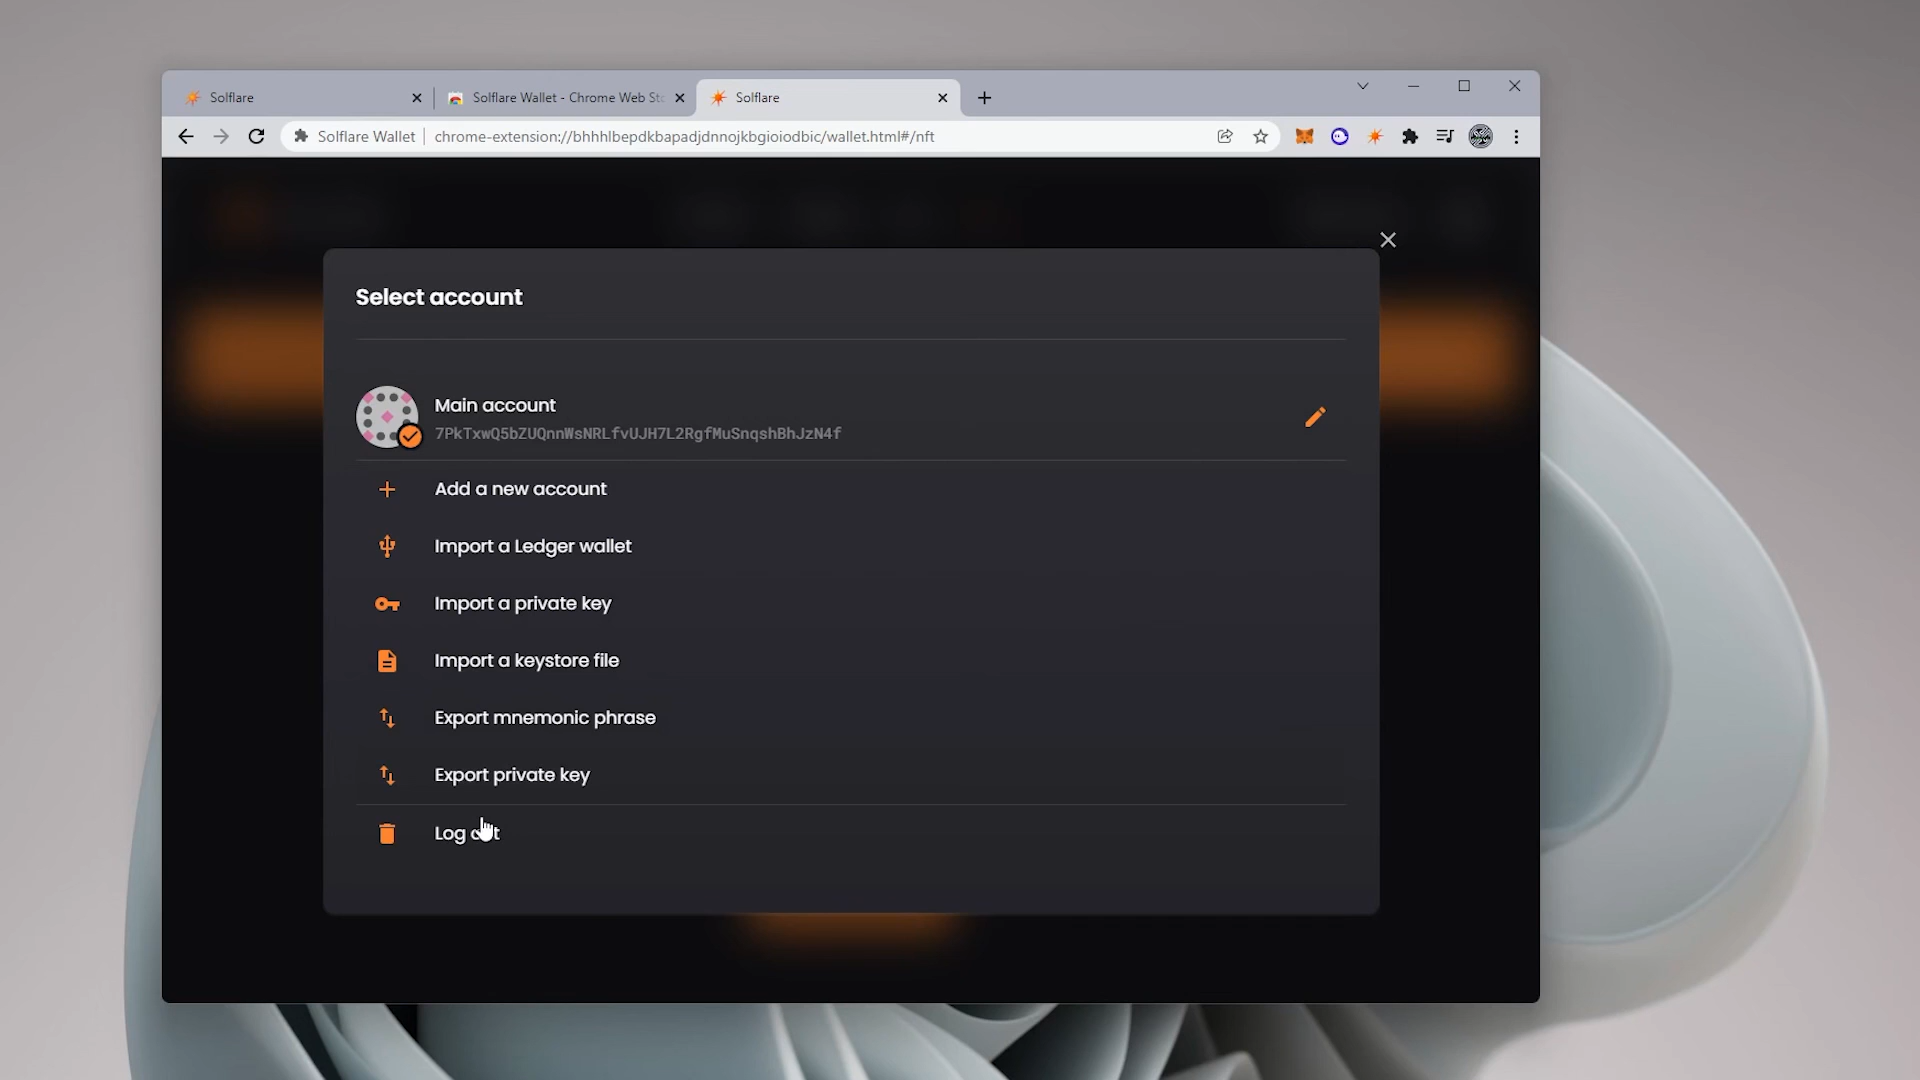 Solflare
Solflare Wallet - Chrome Web Sto
Solflare
Solflare Wallet
chrome-extension://bhhhlbepdkbapadjdnnojkbgioiodbic/wallet.html#/nft
Select account
Main account
7PkTxwQ5bZUQnnWsNRLfvUJH7L2RgfMuSnqshBhJzN4f
Add a new account
Import a Ledger wallet
Import a private key
Import a keystore file
Export mnemonic phrase
Export private key
Log out